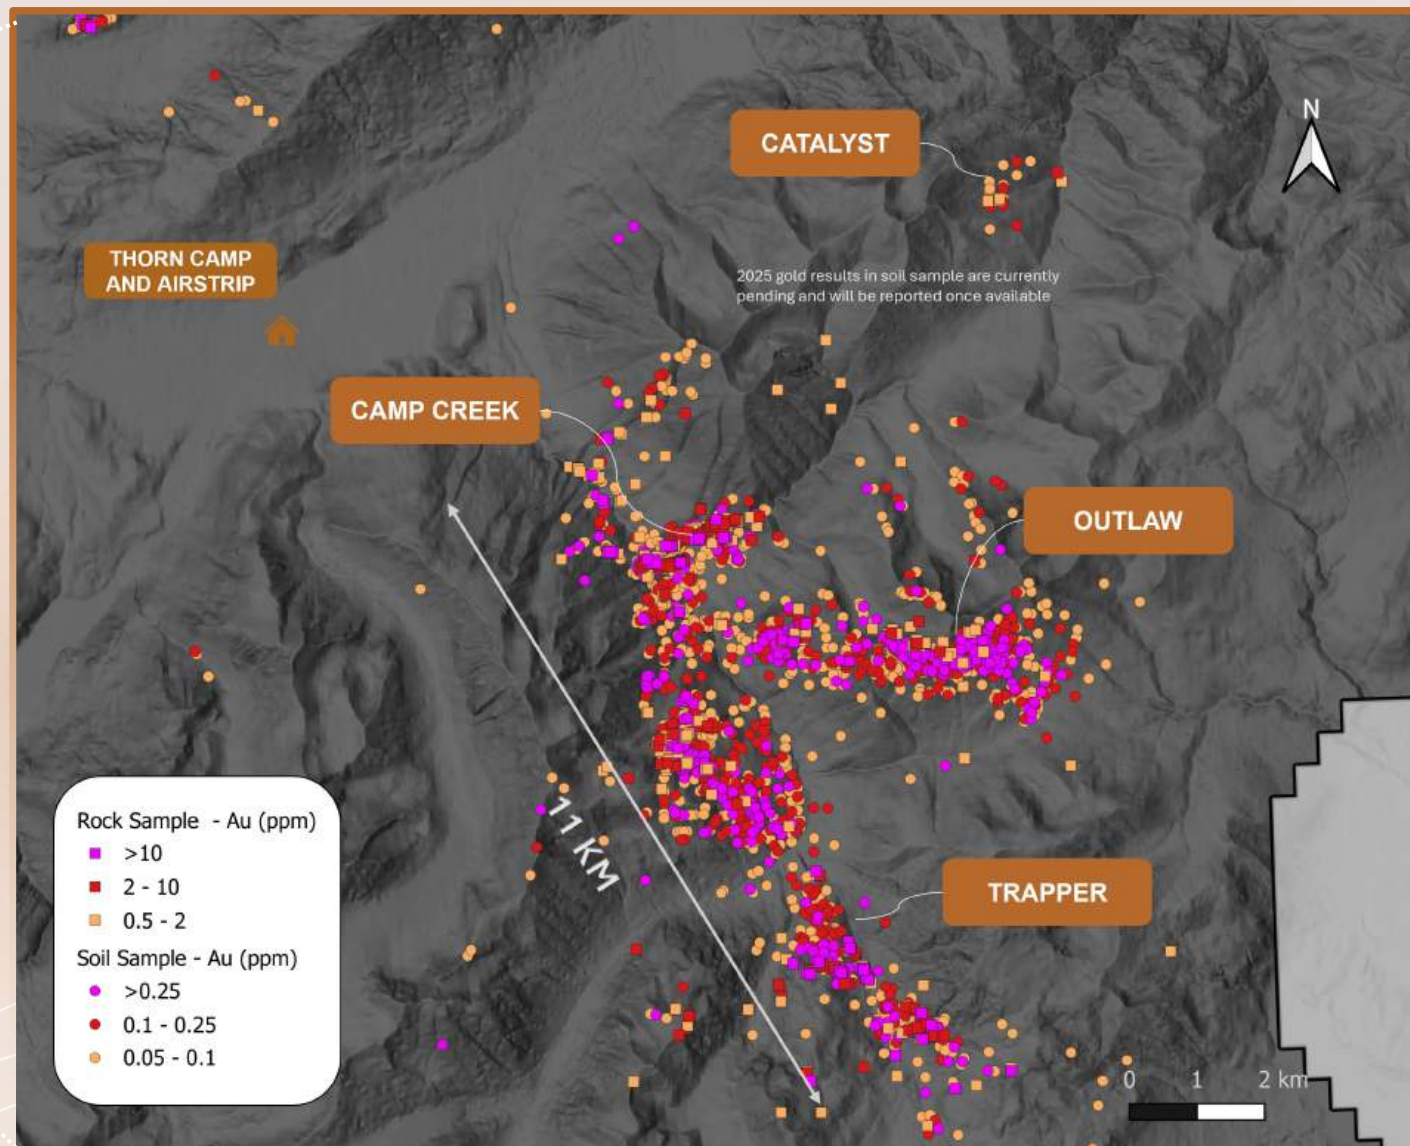 CATALYST
N
THORN CAMP
AND AIRSTRIP
2025 gold results in soil sample are currently
pending and will be reported once available
CAMP CREEK
OUTLAW
11 KM
TRAPPER
Rock Sample - Au (ppm)
>10
2 - 10
0.5 - 2
Soil Sample - Au (ppm)
>0.25
0.1 - 0.25
0.05 - 0.1
0 1 2 km